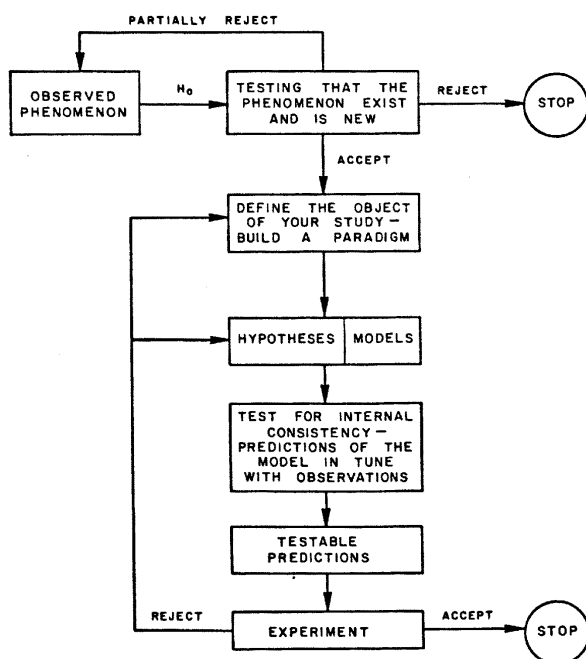 PARTIALLY REJECT
OBSERVED
PHENOMENON
H₀
TESTING THAT THE
PHENOMENON EXIST
AND IS NEW
REJECT
STOP
ACCEPT
DEFINE THE OBJECT
OF YOUR STUDY—
BUILD A PARADIGM
HYPOTHESES
MODELS
TEST FOR INTERNAL
CONSISTENCY—
PREDICTIONS OF THE
MODEL IN TUNE
WITH OBSERVATIONS
TESTABLE
PREDICTIONS
REJECT
EXPERIMENT
ACCEPT
STOP